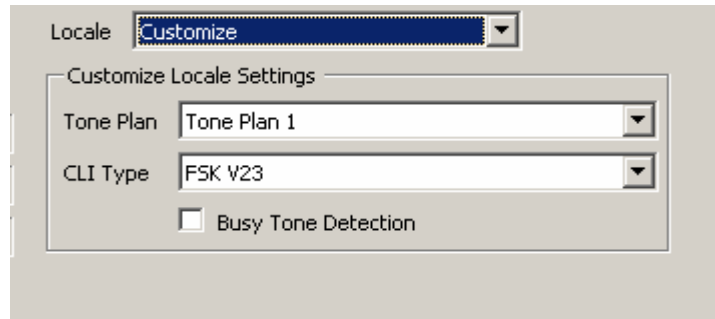 Locale Customize
Customize Locale Settings
Tone Plan Tone Plan 1
CLI Type FSK V23
Busy Tone Detection